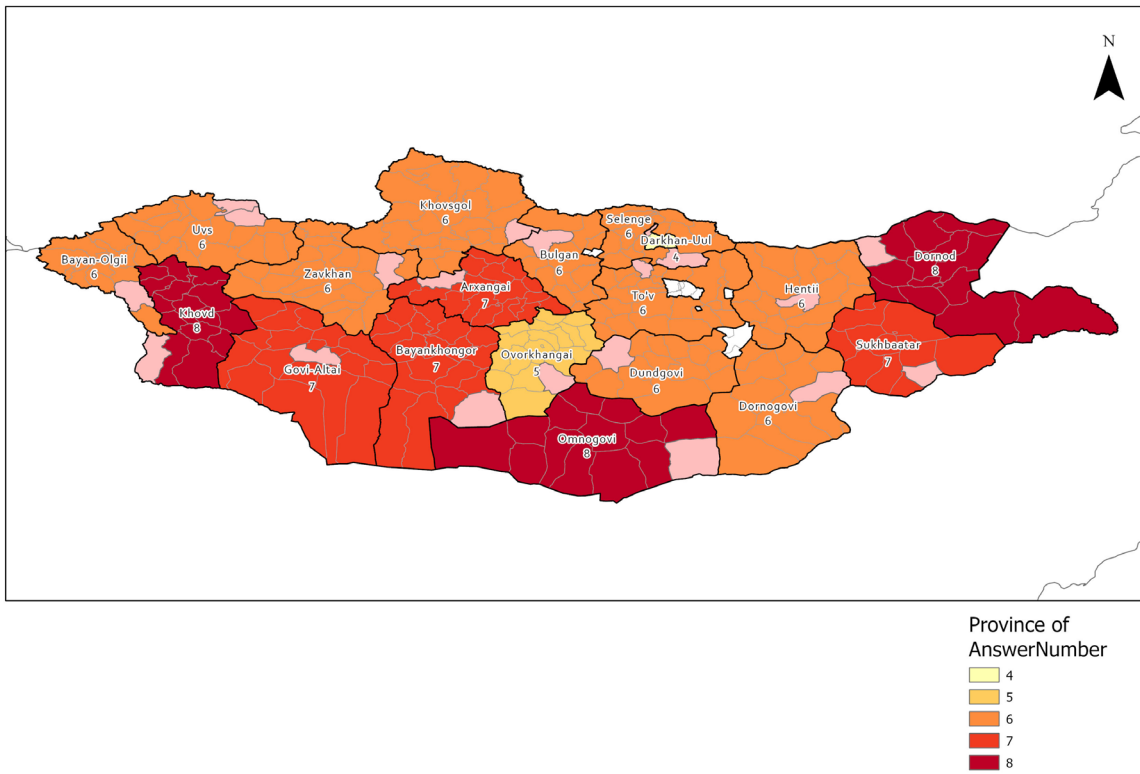 N
Khovsgol
6
Uvs
6
Selenge
6
Darkhan-Uul
4
Bayan-Olgii
6
Zavkhan
6
Bulgan
6
Dornod
8
Arxangai
7
To'v
6
Hentii
6
Khovd
8
Bayankhongor
7
Ovorkhangai
5
Sukhbaatar
7
Govi-Altai
7
Dundgovi
6
Dornogovi
6
Omnogovi
8
Province of
AnswerNumber
4
5
6
7
8